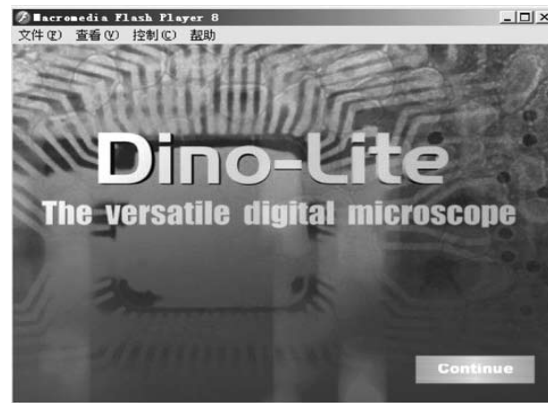 Macromedia Flash Player 8
文件(F) 查看(V) 控制(C) 帮助
Dino-Lite
The versatile digital microscope
Continue